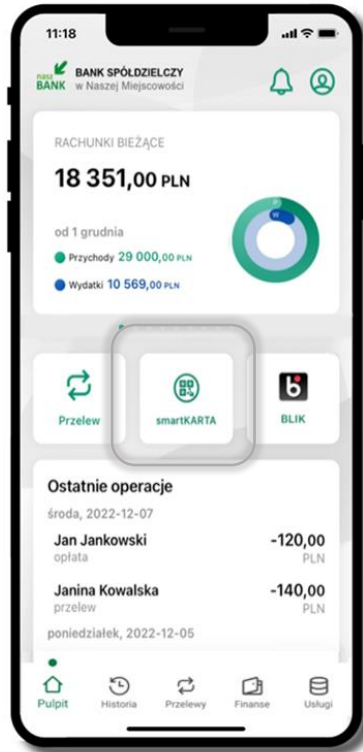 11:18
nasz BANK BANK SPÓŁDZIELCZY
w Naszej Miejscowości
RACHUNKI BIEŻĄCE
18 351,00 PLN
od 1 grudnia
Przychody 29 000,00 PLN
Wydatki 10 569,00 PLN
P
W
Przelew smartKARTA BLIK
Ostatnie operacje
środa, 2022-12-07
Jan Jankowski -120,00
opłata PLN
Janina Kowalska -140,00
przelew PLN
poniedziałek, 2022-12-05
Pulpit Historia Przelewy Finanse Usługi